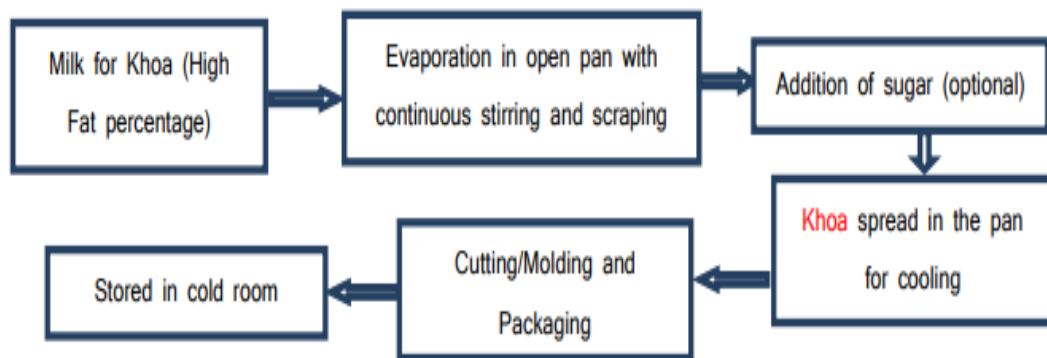 Milk for Khoa (High
Fat percentage)
Evaporation in open pan with
continuous stirring and scraping
Addition of sugar (optional)
Khoa spread in the pan
for cooling
Cutting/Molding and
Packaging
Stored in cold room